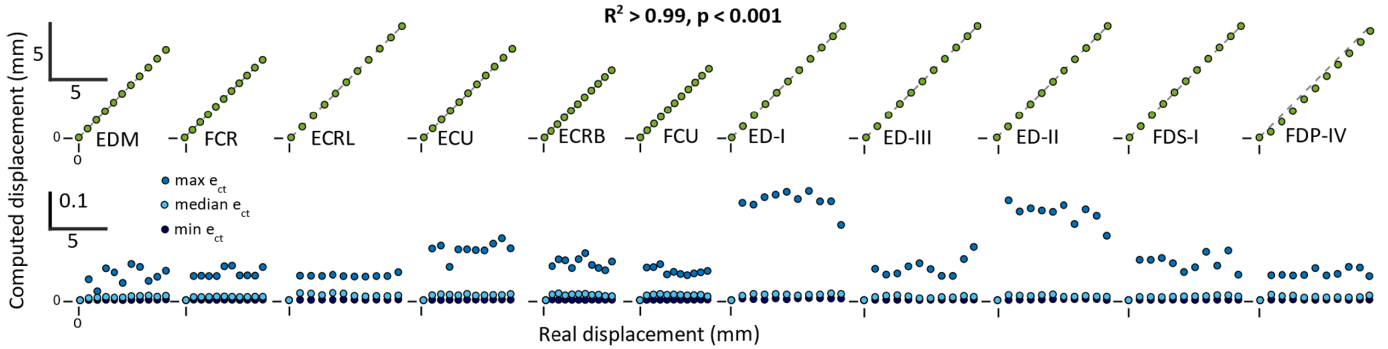 R² > 0.99, p < 0.001
Computed displacement (mm)
5
5
0
0
EDM
FCR
ECRL
ECU
ECRB
FCU
ED-I
ED-III
ED-II
FDS-I
FDP-IV
0.1
5
max e_ct
median e_ct
min e_ct
0
0
Real displacement (mm)